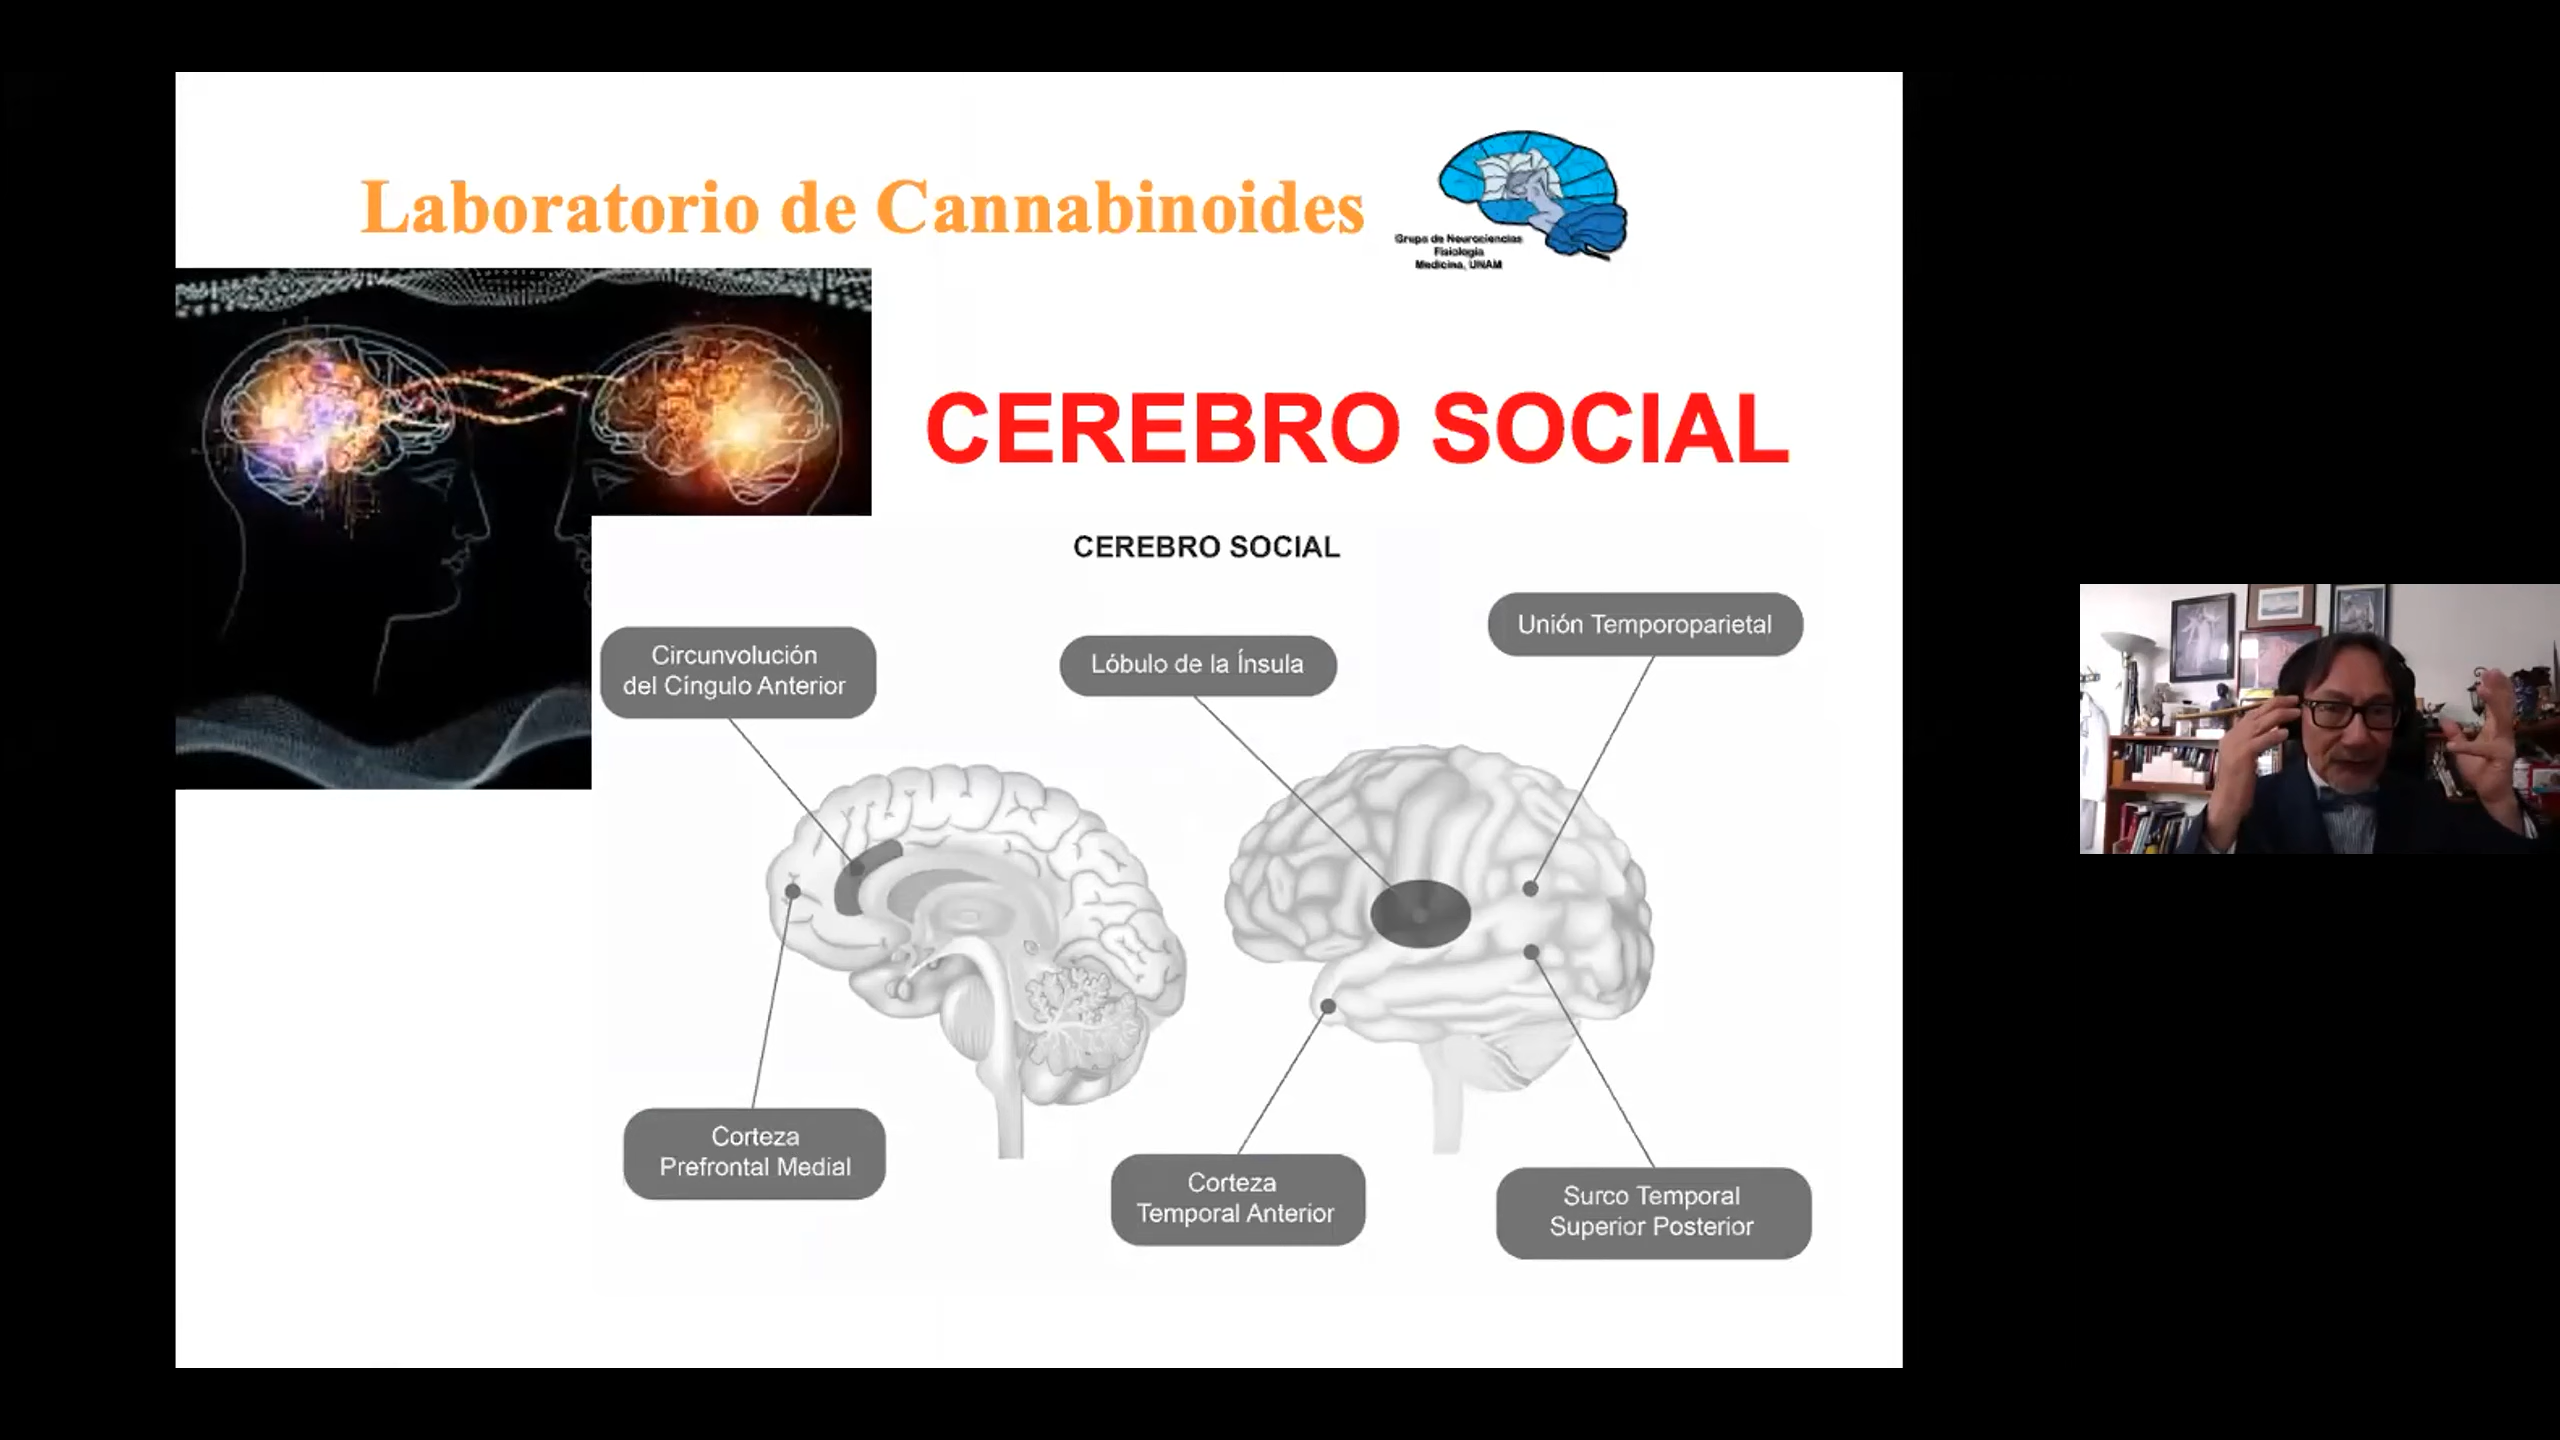 Laboratorio de Cannabinoides
Grupo de Neurociencias
Fisiología
Medicina, UNAM
CEREBRO SOCIAL
CEREBRO SOCIAL
Circunvolución
del Cíngulo Anterior
Lóbulo de la Ínsula
Unión Temporoparietal
Corteza
Prefrontal Medial
Corteza
Temporal Anterior
Surco Temporal
Superior Posterior